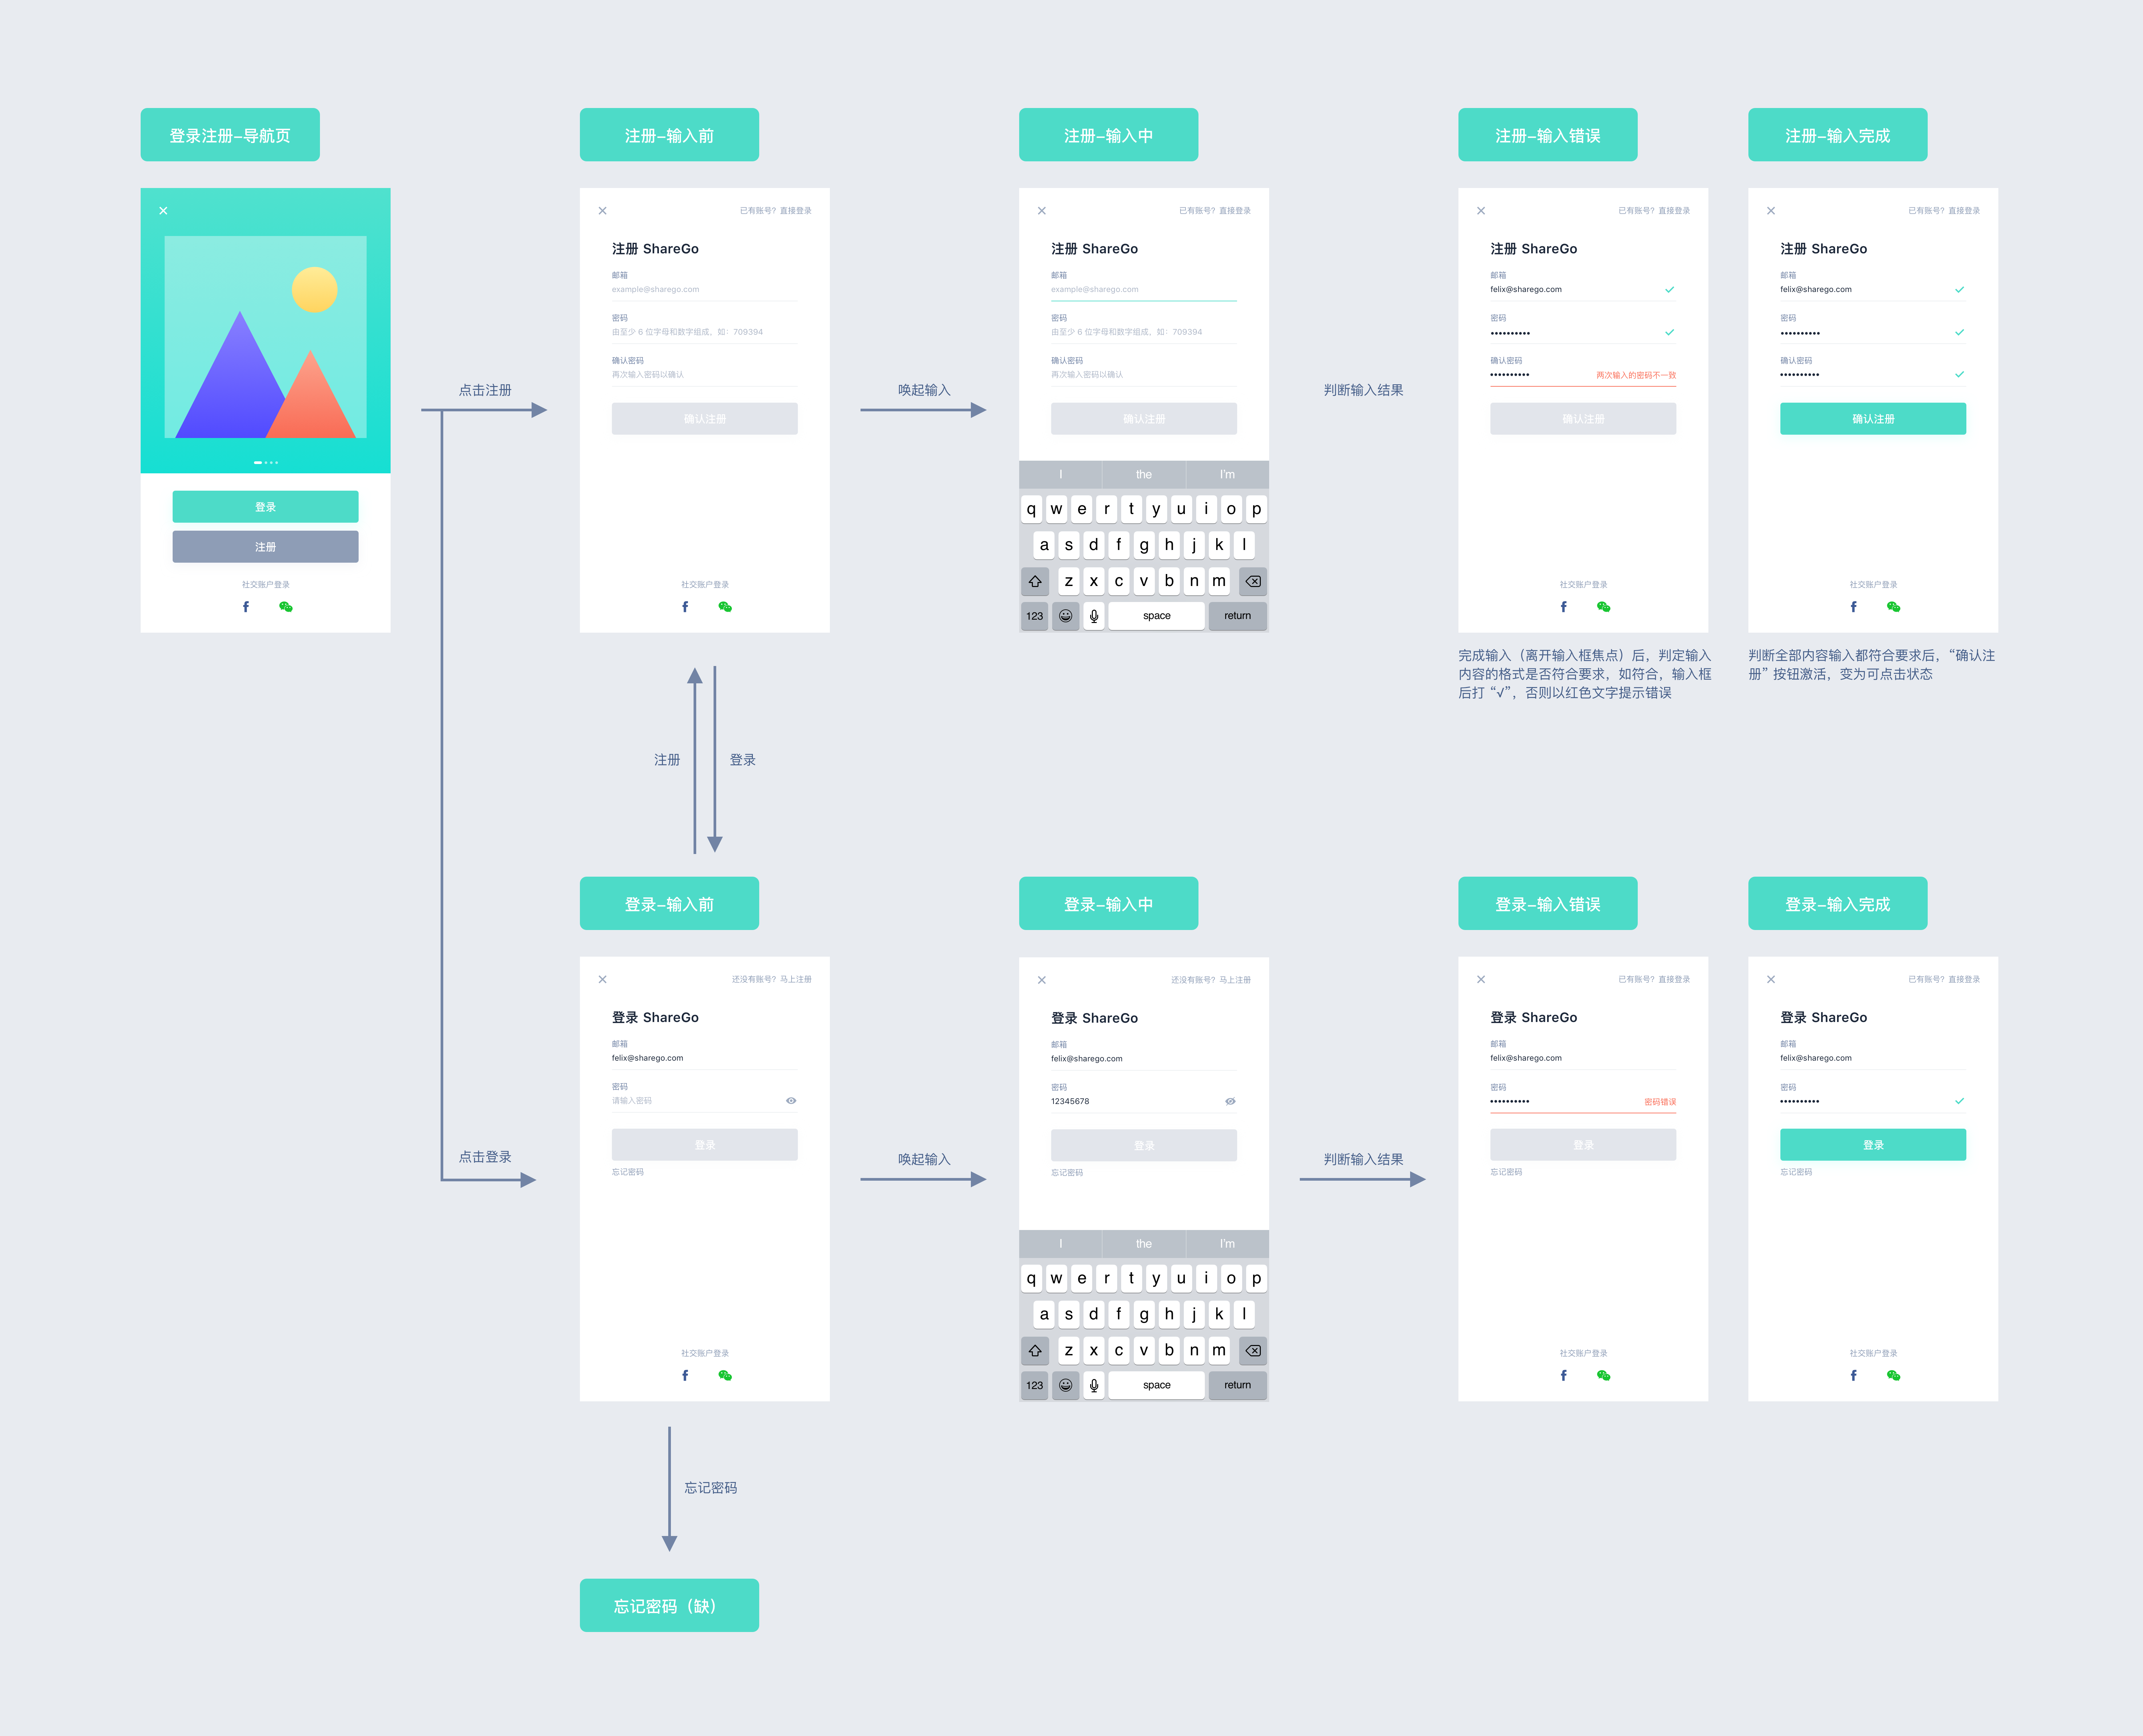 登录注册–导航页
注册–输入前
注册–输入中
注册–输入错误
注册–输入完成
登录
注册
社交账户登录
点击注册
已有账号？直接登录
注册 ShareGo
邮箱
example@sharego.com
密码
由至少 6 位字母和数字组成，如：709394
确认密码
再次输入密码以确认
确认注册
社交账户登录
唤起输入
已有账号？直接登录
注册 ShareGo
邮箱
example@sharego.com
密码
由至少 6 位字母和数字组成，如：709394
确认密码
再次输入密码以确认
确认注册
I the I'm
q w e r t y u i o p
a s d f g h j k l
z x c v b n m
123 space return
判断输入结果
已有账号？直接登录
注册 ShareGo
邮箱
felix@sharego.com
密码
••••••••••
确认密码
•••••••••• 两次输入的密码不一致
确认注册
社交账户登录
完成输入（离开输入框焦点）后，判定输入
内容的格式是否符合要求，如符合，输入框
后打 “√”，否则以红色文字提示错误
已有账号？直接登录
注册 ShareGo
邮箱
felix@sharego.com
密码
••••••••••
确认密码
••••••••••
确认注册
社交账户登录
判断全部内容输入都符合要求后，“确认注
册” 按钮激活，变为可点击状态
注册
登录
登录–输入前
登录–输入中
登录–输入错误
登录–输入完成
点击登录
还没有账号？马上注册
登录 ShareGo
邮箱
felix@sharego.com
密码
请输入密码
登录
忘记密码
社交账户登录
唤起输入
还没有账号？马上注册
登录 ShareGo
邮箱
felix@sharego.com
密码
12345678
登录
忘记密码
I the I'm
q w e r t y u i o p
a s d f g h j k l
z x c v b n m
123 space return
判断输入结果
已有账号？直接登录
登录 ShareGo
邮箱
felix@sharego.com
密码
•••••••••• 密码错误
登录
忘记密码
社交账户登录
已有账号？直接登录
登录 ShareGo
邮箱
felix@sharego.com
密码
••••••••••
登录
忘记密码
社交账户登录
忘记密码
忘记密码（缺）